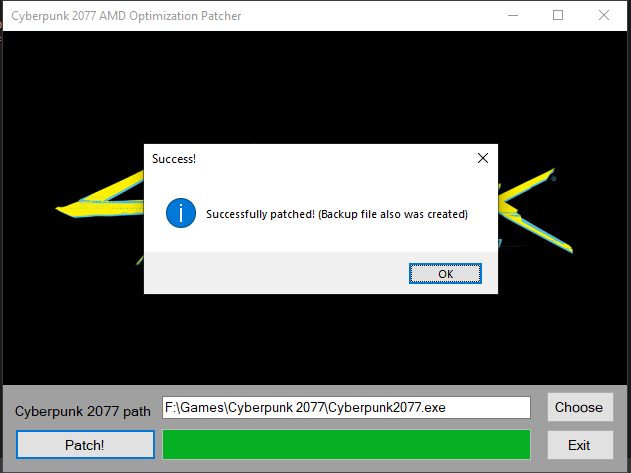 Cyberpunk 2077 AMD Optimization Patcher
Success!
Successfully patched! (Backup file also was created)
OK
Cyberpunk 2077 path
F:\Games\Cyberpunk 2077\Cyberpunk2077.exe
Choose
Patch!
Exit